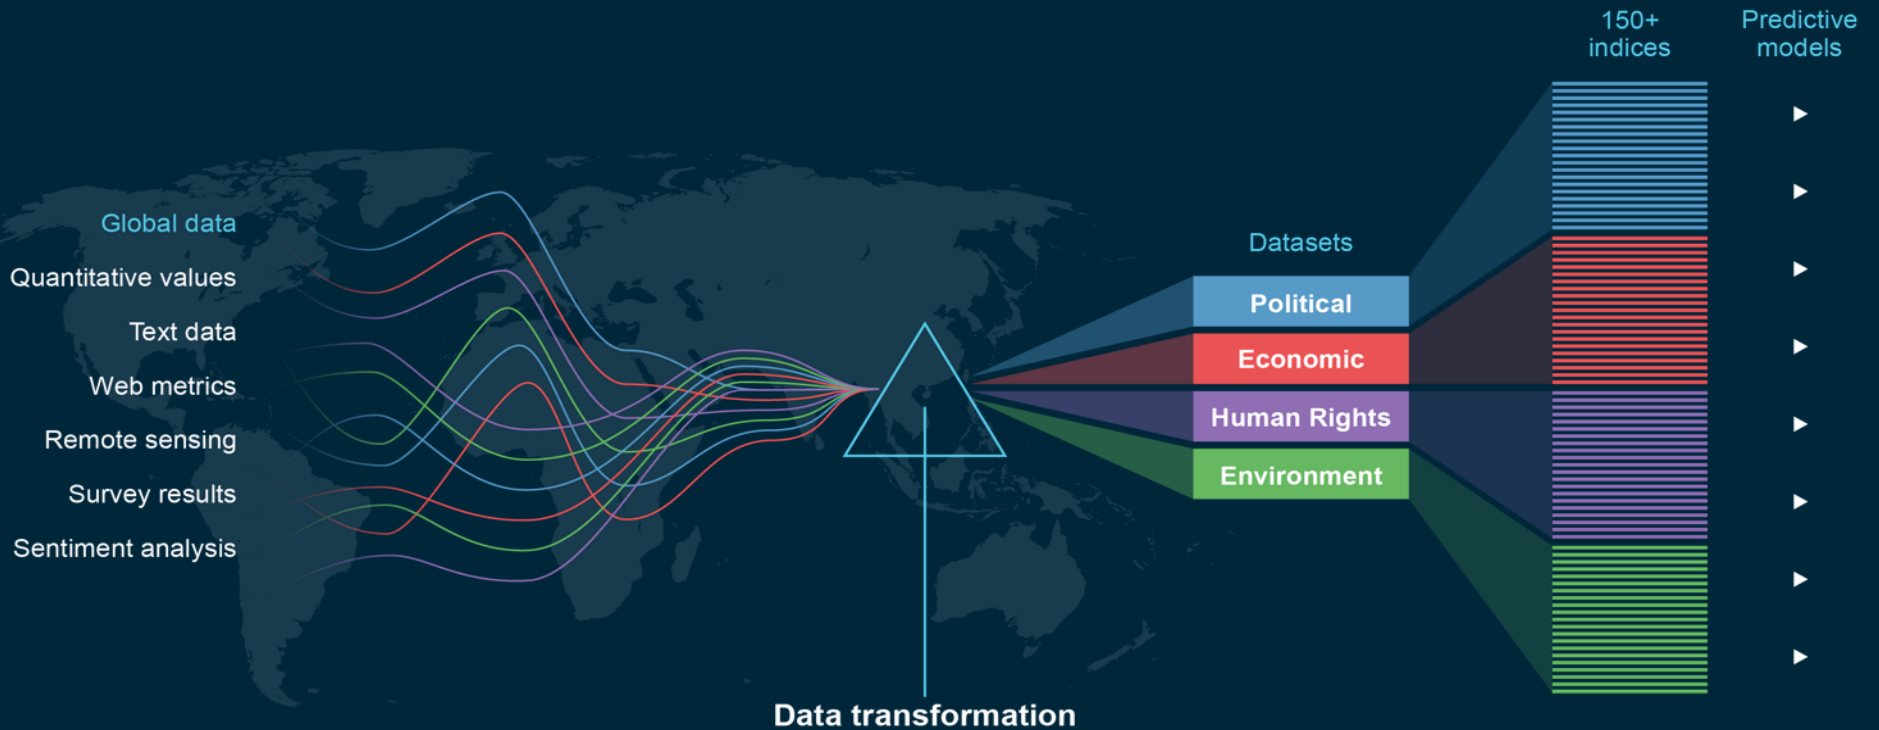 Global data
Quantitative values
Text data
Web metrics
Remote sensing
Survey results
Sentiment analysis
Data transformation
Datasets
Political
Economic
Human Rights
Environment
150+
indices
Predictive
models